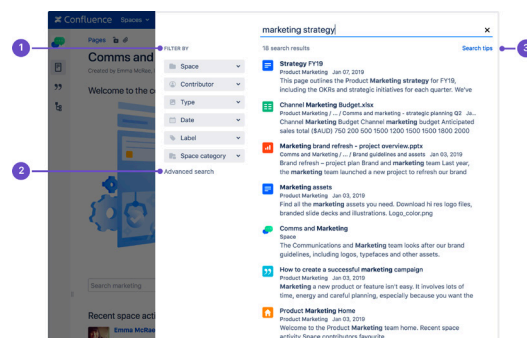 Confluence Spaces
Pages
Comms and
Created by Emma McRae,
Welcome to the c
Search marketing
Recent space acti
Emma McRae
1
2
3
marketing strategy
FILTER BY
Space
Contributor
Type
Date
Label
Space category
Advanced search
18 search results
Search tips
Strategy FY19
Product Marketing Jan 07, 2019
This page outlines the Product Marketing strategy for FY19,
including the OKRs and strategic initiatives for each quarter. We've
Channel Marketing Budget.xlsx
Product Marketing / ... / Comms and marketing - strategic planning Q2 Ja...
Channel Marketing Budget Channel marketing budget Anticipated
sales total ($AUD) 750 200 500 1500 1200 1500 1500 1800 2000
Marketing brand refresh – project overview.pptx
Comms and Marketing / ... / Brand guidelines and assets Jan 03, 2019
Brand refresh – project plan Brand and marketing team Last year,
the marketing team launched a new project to refresh our brand
Marketing assets
Product Marketing Jan 03, 2019
Find all the marketing assets you need. Download hi res logo files,
branded slide decks and illustrations. Logo_color.png
Comms and Marketing
Space
The Communications and Marketing team looks after our brand
guidelines, including logos, typefaces and other assets.
How to create a successful marketing campaign
Product Marketing Jan 03, 2019
Marketing a new product or feature isn't easy. It involves lots of
time, energy and careful planning, especially because you want the
Product Marketing Home
Product Marketing Jan 03, 2019
Welcome to the Product Marketing team home. Recent space
activity Space contributors favourite